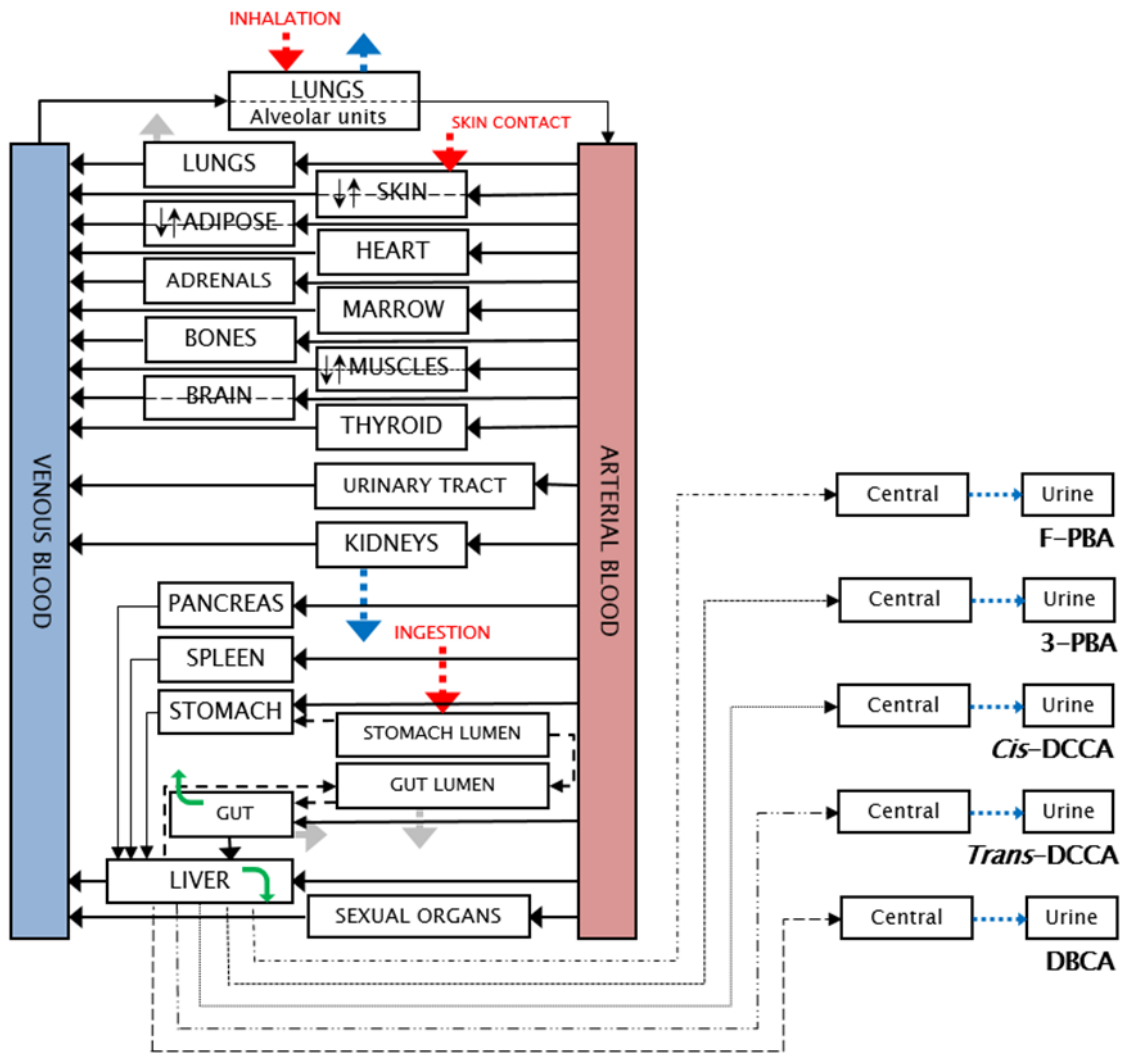 INHALATION
LUNGS
Alveolar units
SKIN CONTACT
LUNGS
SKIN
ADIPOSE
HEART
ADRENALS
MARROW
BONES
MUSCLES
BRAIN
THYROID
VENOUS BLOOD
ARTERIAL BLOOD
URINARY TRACT
KIDNEYS
PANCREAS
INGESTION
SPLEEN
STOMACH
STOMACH LUMEN
GUT LUMEN
GUT
LIVER
SEXUAL ORGANS
Central
Urine
F-PBA
Central
Urine
3-PBA
Central
Urine
Cis-DCCA
Central
Urine
Trans-DCCA
Central
Urine
DBCA